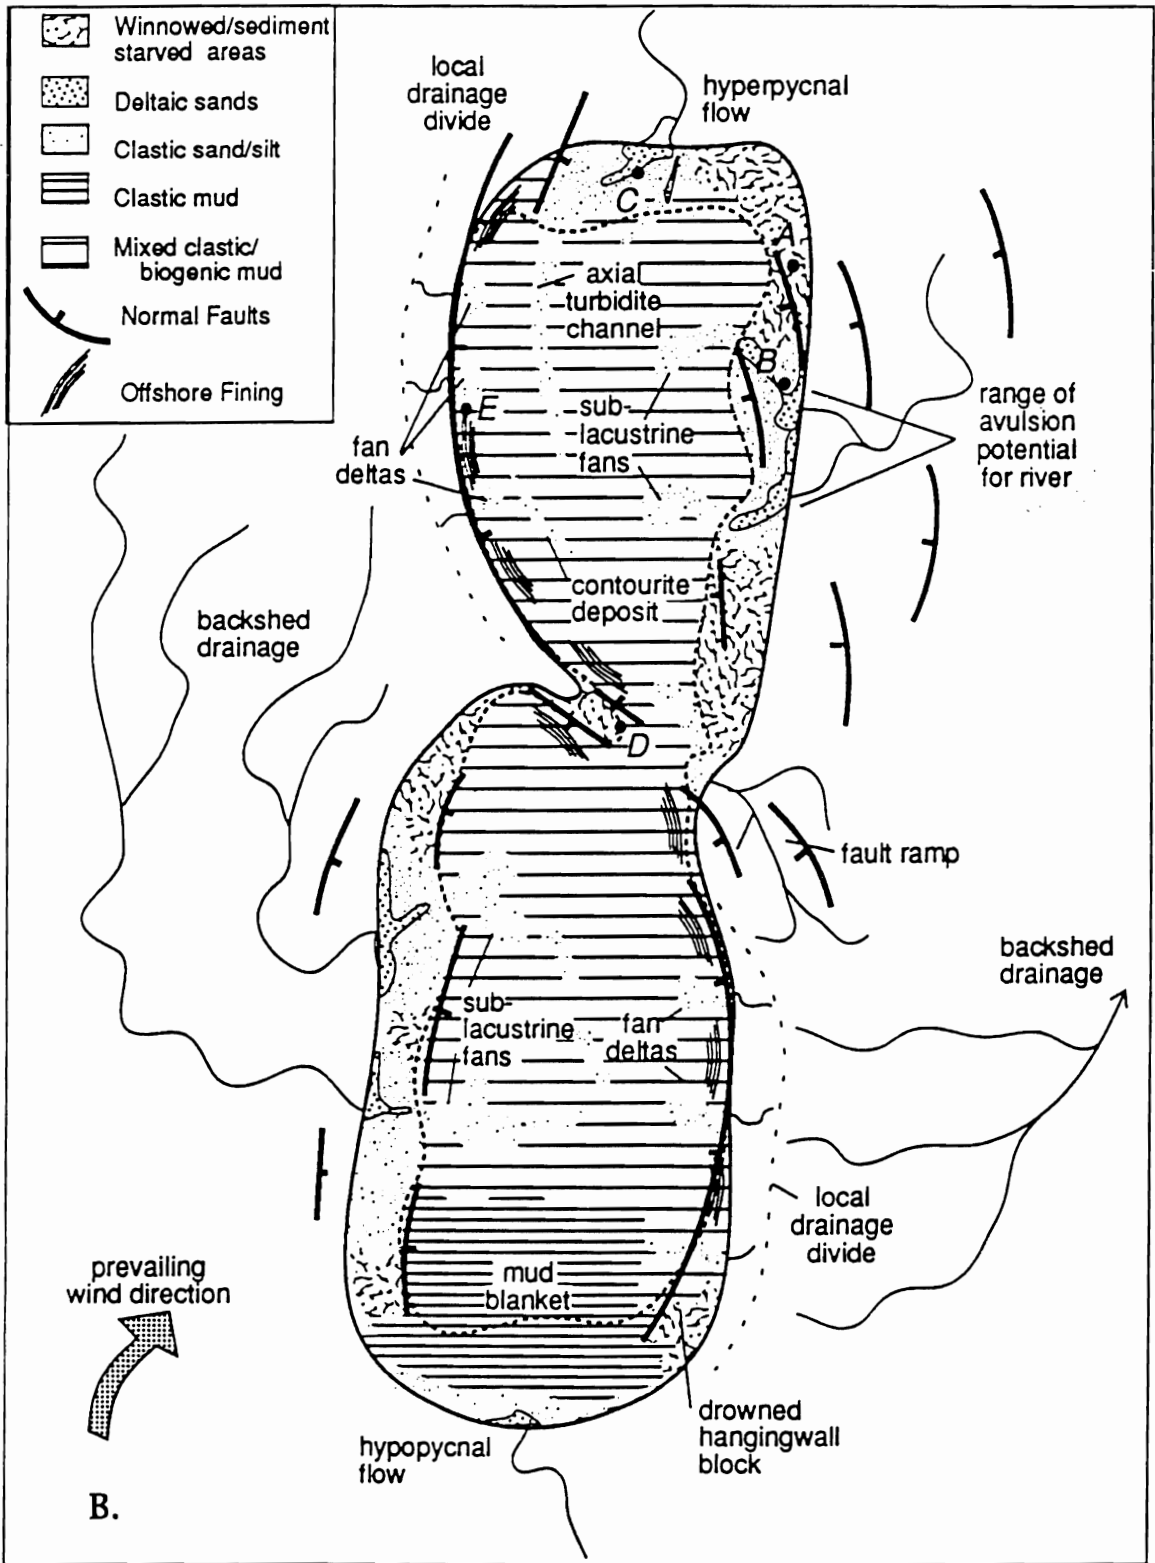 Winnowed/sediment
starved areas
Deltaic sands
Clastic sand/silt
Clastic mud
Mixed clastic/
biogenic mud
Normal Faults
Offshore Fining
local
drainage
divide
hyperpycnal
flow
C
A
axial
turbidite
channel
B
E
sub-
lacustrine
fans
range of
avulsion
potential
for river
fan
deltas
contourite
deposit
backshed
drainage
D
fault ramp
backshed
drainage
sub-
lacustrine
fans
fan
deltas
local
drainage
divide
prevailing
wind direction
mud
blanket
drowned
hangingwall
block
hypopycnal
flow
B.